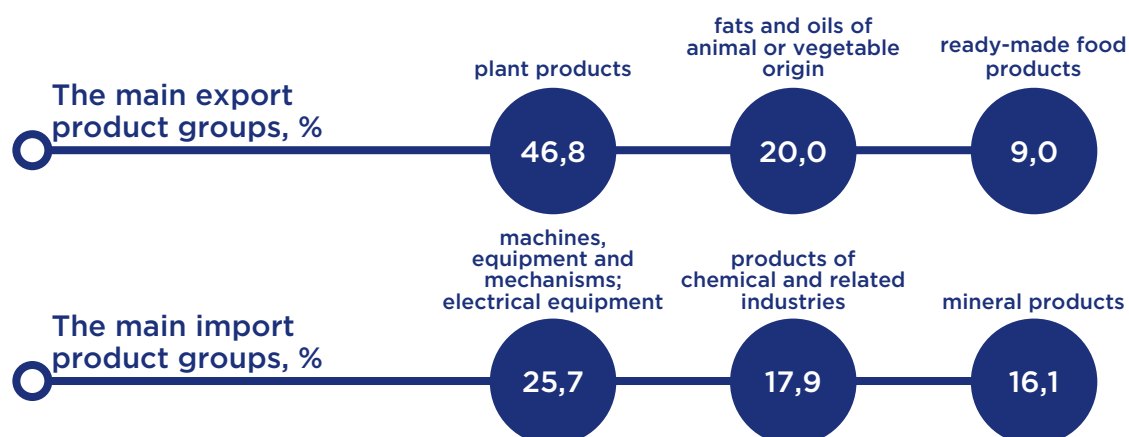 The main export
product groups, %
plant products
46,8
fats and oils of
animal or vegetable
origin
20,0
ready-made food
products
9,0
The main import
product groups, %
machines,
equipment and
mechanisms;
electrical equipment
25,7
products of
chemical and related
industries
17,9
mineral products
16,1